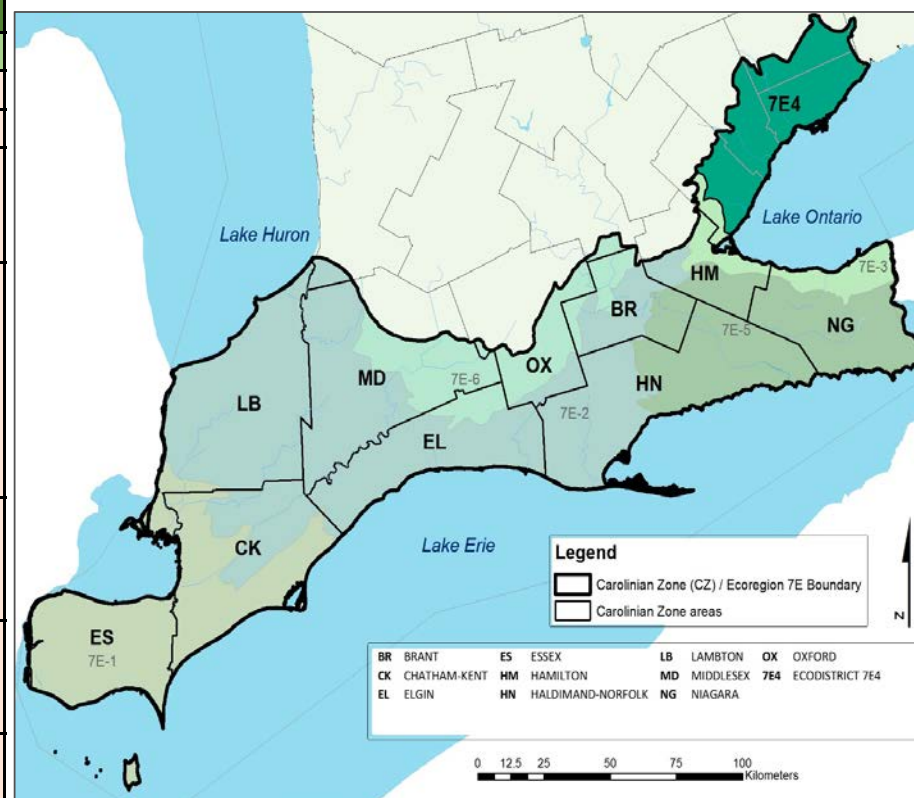 7E4
Lake Huron
Lake Ontario
7E-3
HM
BR
7E-5
NG
OX
MD
7E-6
HN
LB
7E-2
EL
CK
Lake Erie
ES
7E-1
Legend
Carolinian Zone (CZ) / Ecoregion 7E Boundary
Carolinian Zone areas
N
BR BRANT ES ESSEX LB LAMBTON OX OXFORD
CK CHATHAM-KENT HM HAMILTON MD MIDDLESEX 7E4 ECODISTRICT 7E4
EL ELGIN HN HALDIMAND-NORFOLK NG NIAGARA
0 12.5 25 50 75 100
Kilometers